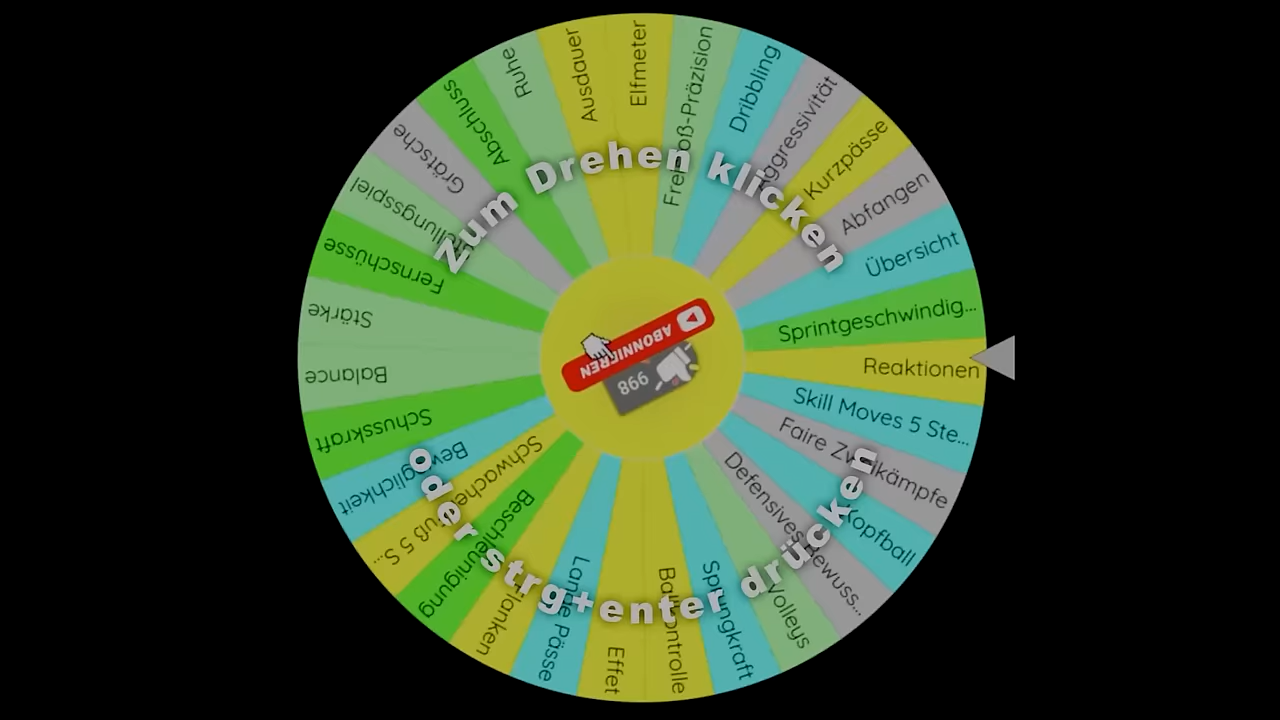 Zum Drehen klicken
oder strg+enter drücken
Elfmeter
Freistoß-Präzision
Dribbling
Aggressivität
Kurzpässe
Abfangen
Übersicht
Sprintgeschwindig...
Reaktionen
Skill Moves 5 Ste...
Faire Zweikämpfe
Kopfball
Defensives Bewuss...
Volleys
Sprungkraft
Ballkontrolle
Effet
Lange Pässe
Flanken
Beschleunigung
Schwacher Fuß 5 S...
Beweglichkeit
Schusskraft
Balance
Stärke
Fernschüsse
Stellungsspiel
Grätsche
Abschluss
Ruhe
Ausdauer
ABONNIEREN
998